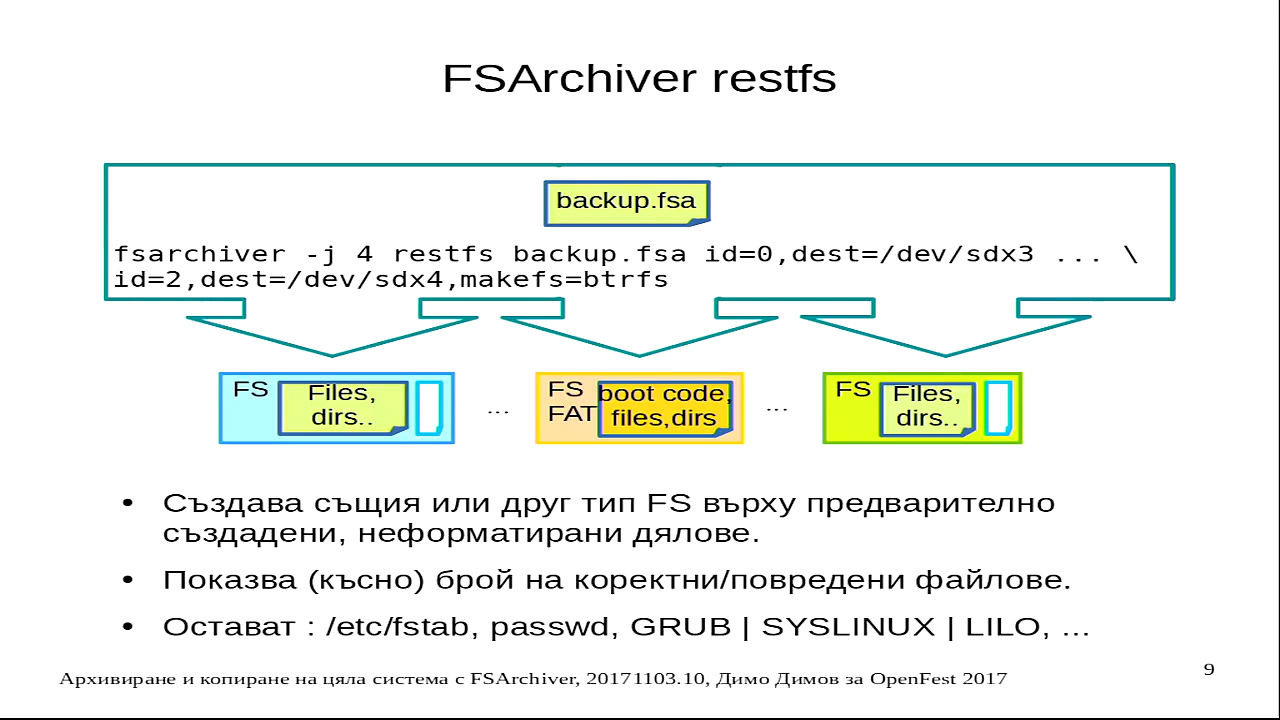 FSArchiver restfs
backup.fsa
fsarchiver -j 4 restfs backup.fsa id=0,dest=/dev/sdx3 ... \
id=2,dest=/dev/sdx4,makefs=btrfs
FS
Files,
dirs..
...
FS
FAT
boot code,
files,dirs
...
FS
Files,
dirs..
• Създава същия или друг тип FS върху предварително
създадени, неформатирани дялове.
• Показва (късно) брой на коректни/повредени файлове.
• Остават : /etc/fstab, passwd, GRUB | SYSLINUX | LILO, ...
Архивиране и копиране на цяла система с FSArchiver, 20171103.10, Димо Димов за OpenFest 2017
9